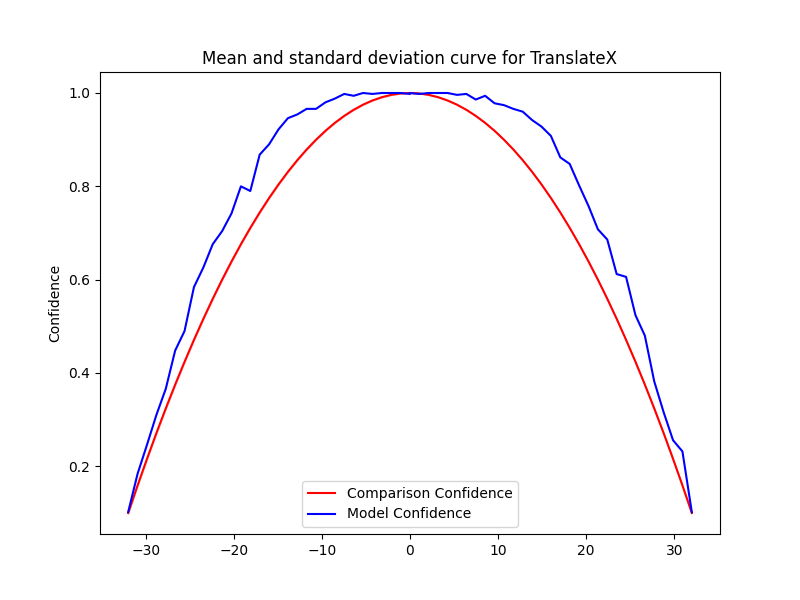 Mean and standard deviation curve for TranslateX
1.0
0.8
0.6
0.4
0.2
Confidence
Comparison Confidence
Model Confidence
−30 −20 −10 0 10 20 30